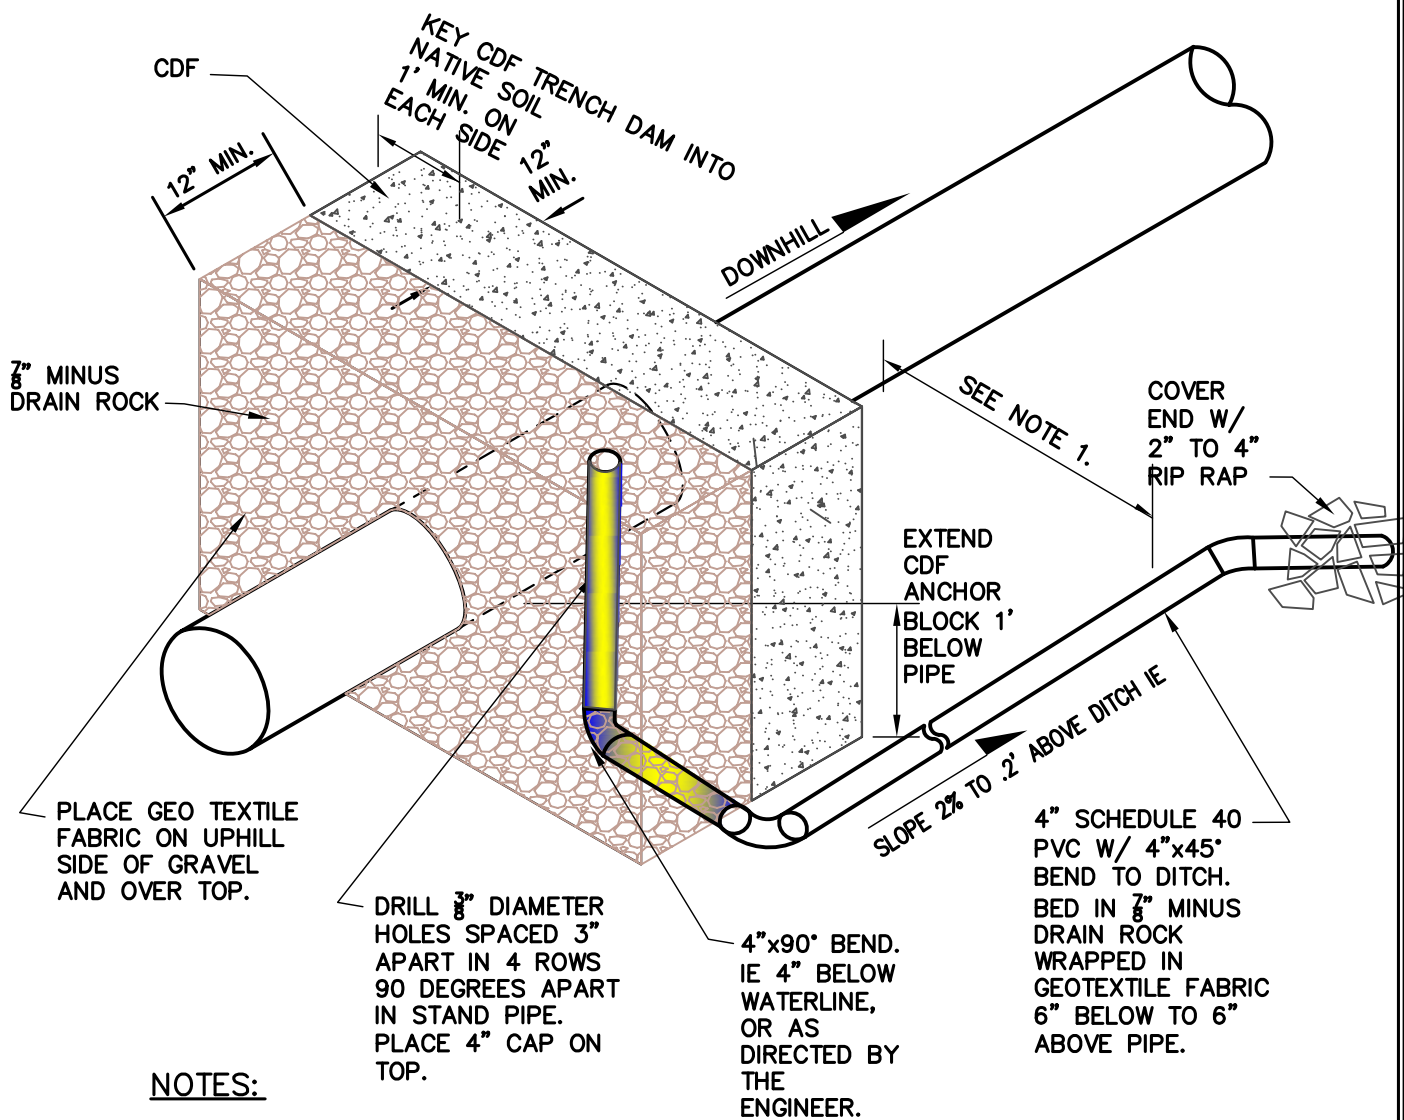 KEY CDF TRENCH DAM INTO
NATIVE SOIL
1' MIN. ON
EACH SIDE
CDF
12" MIN.
12"
MIN.
DOWNHILL
7/8" MINUS
DRAIN ROCK
SEE NOTE 1.
COVER
END W/
2" TO 4"
RIP RAP
EXTEND
CDF
ANCHOR
BLOCK 1'
BELOW
PIPE
SLOPE 2% TO .2' ABOVE DITCH IE
PLACE GEO TEXTILE
FABRIC ON UPHILL
SIDE OF GRAVEL
AND OVER TOP.
DRILL 3/8" DIAMETER
HOLES SPACED 3"
APART IN 4 ROWS
90 DEGREES APART
IN STAND PIPE.
PLACE 4" CAP ON
TOP.
4"x90° BEND.
IE 4" BELOW
WATERLINE,
OR AS
DIRECTED BY
THE
ENGINEER.
4" SCHEDULE 40
PVC W/ 4"x45°
BEND TO DITCH.
BED IN 7/8" MINUS
DRAIN ROCK
WRAPPED IN
GEOTEXTILE FABRIC
6" BELOW TO 6"
ABOVE PIPE.
NOTES: